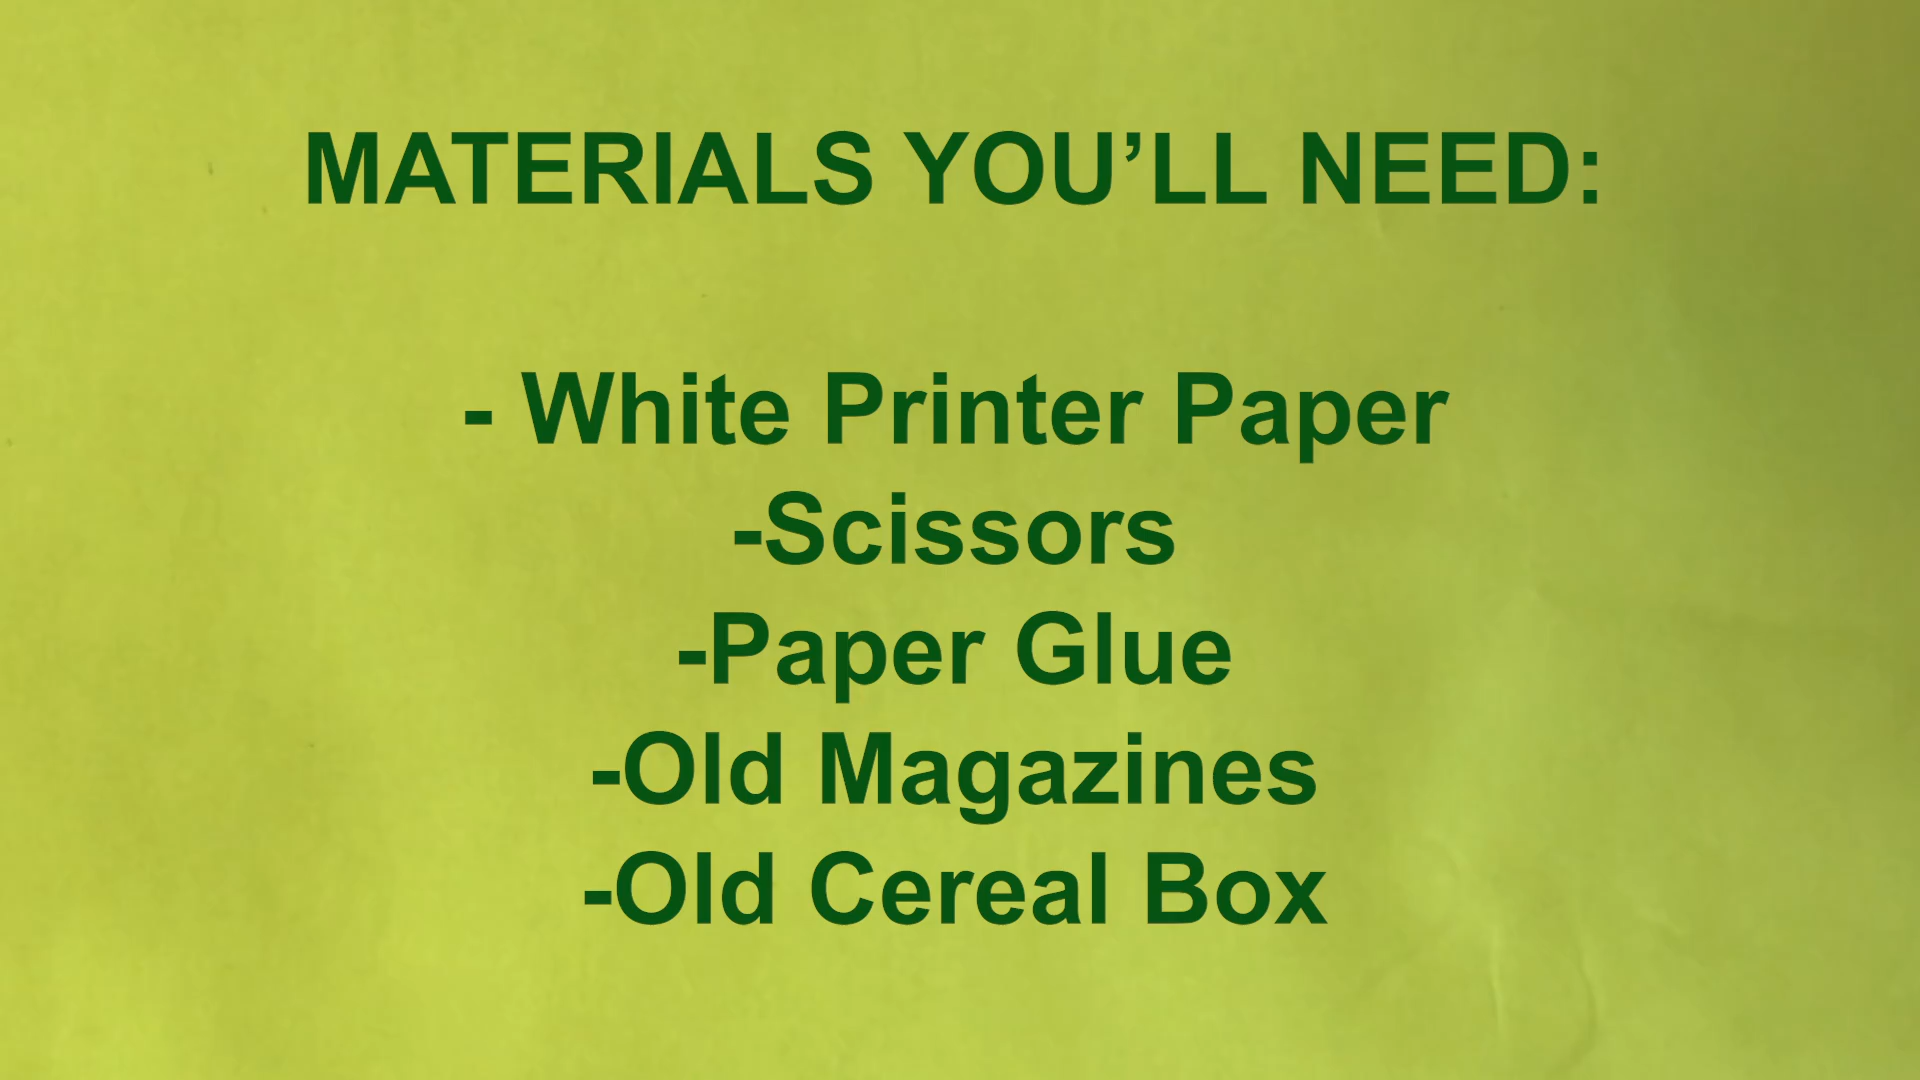 MATERIALS YOU’LL NEED:
- White Printer Paper
-Scissors
-Paper Glue
-Old Magazines
-Old Cereal Box